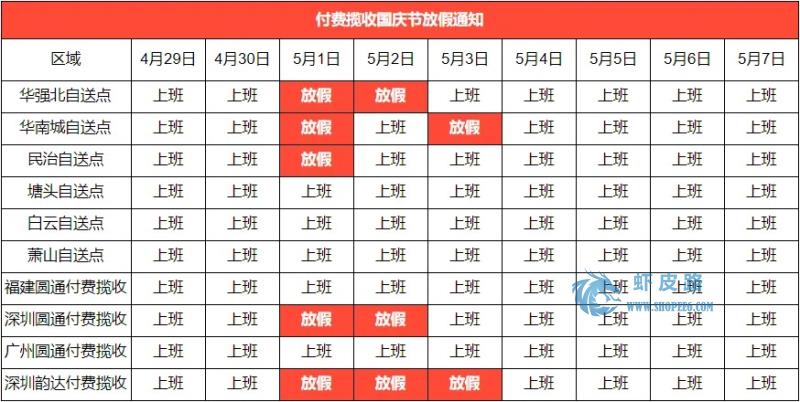 付费揽收国庆节放假通知
区域 4月29日 4月30日 5月1日 5月2日 5月3日 5月4日 5月5日 5月6日 5月7日
华强北自送点 上班 上班 放假 放假 上班 上班 上班 上班 上班
华南城自送点 上班 上班 放假 上班 放假 上班 上班 上班 上班
民治自送点 上班 上班 放假 上班 上班 上班 上班 上班 上班
塘头自送点 上班 上班 上班 上班 上班 上班 上班 上班 上班
白云自送点 上班 上班 上班 上班 上班 上班 上班 上班 上班
萧山自送点 上班 上班 上班 上班 上班 上班 上班 上班 上班
福建圆通付费揽收 上班 上班 上班 上班 上班 上班 上班 上班 上班
深圳圆通付费揽收 上班 上班 放假 放假 上班 上班 上班 上班 上班
广州圆通付费揽收 上班 上班 上班 上班 上班 上班 上班 上班 上班
深圳韵达付费揽收 上班 上班 放假 放假 放假 上班 上班 上班 上班
虾皮路
WWW.SHOPEE6.COM